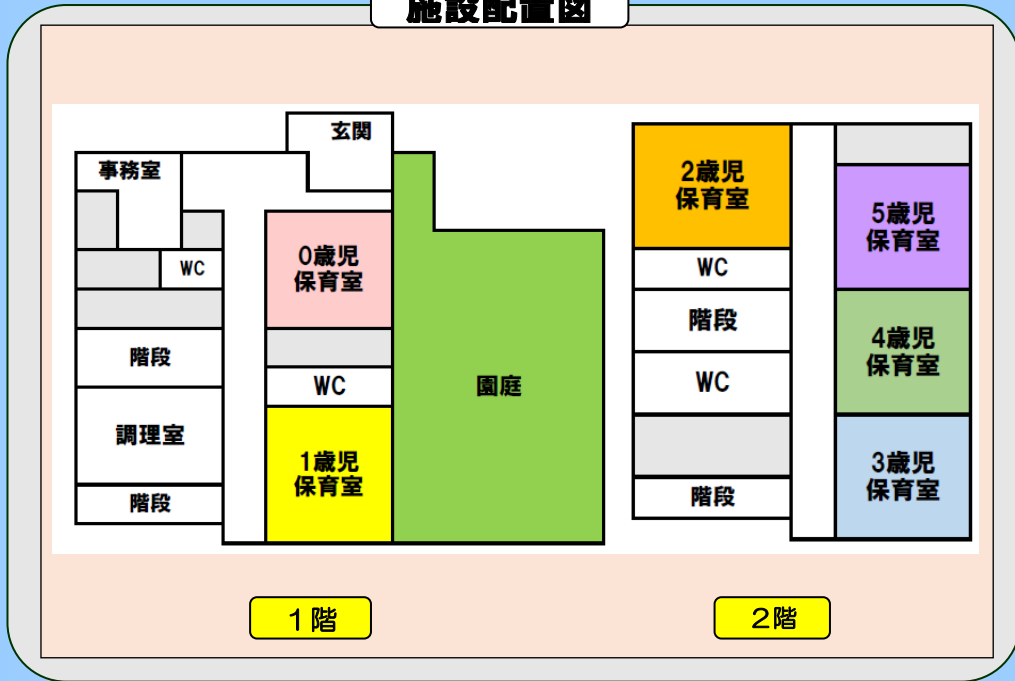 施設配置図
玄関
事務室
WC
0歳児
保育室
階段
WC
調理室
1歳児
保育室
階段
園庭
2歳児
保育室
WC
階段
WC
階段
5歳児
保育室
4歳児
保育室
3歳児
保育室
1階
2階